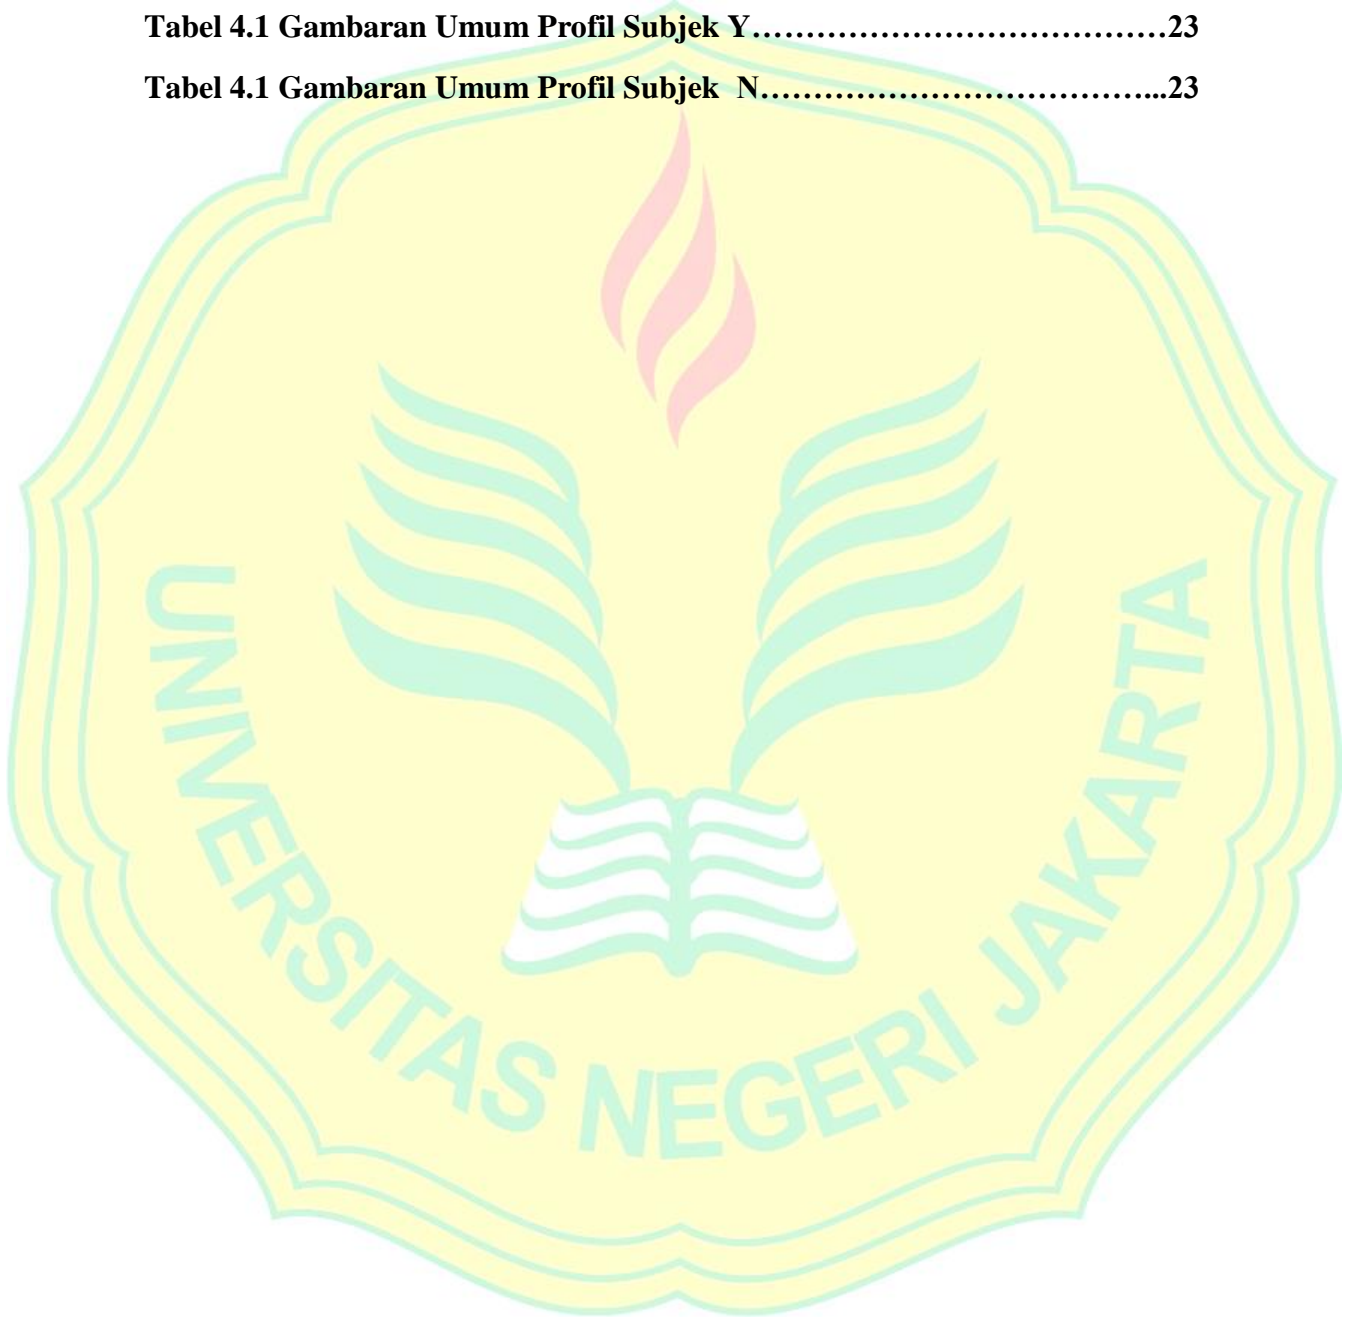 Tabel 4.1 Gambaran Umum Profil Subjek Y…………………………………23
Tabel 4.1 Gambaran Umum Profil Subjek  N………………………………...23
UNIVERSITAS NEGERI JAKARTA